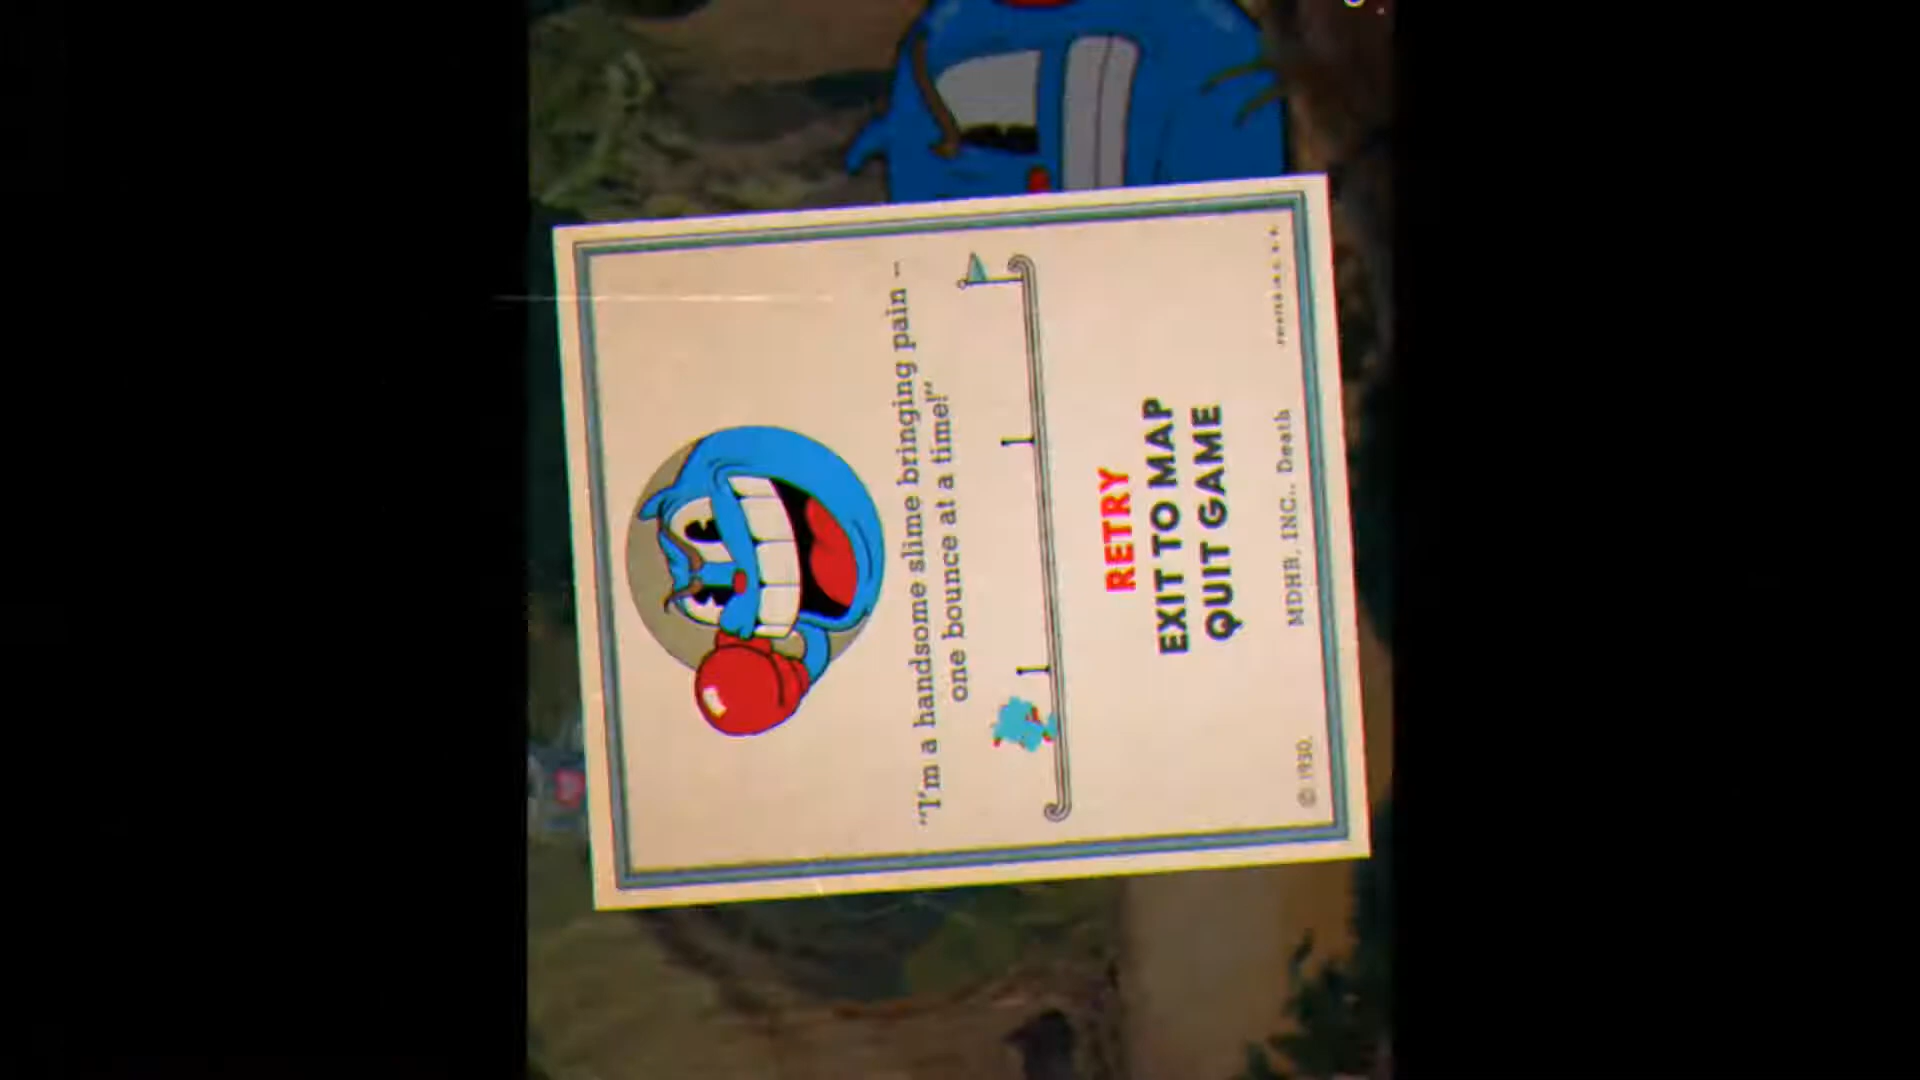 "I'm a handsome slime bringing pain -
one bounce at a time!"
RETRY
EXIT TO MAP
QUIT GAME
© 1930. MDHR, INC.. Death